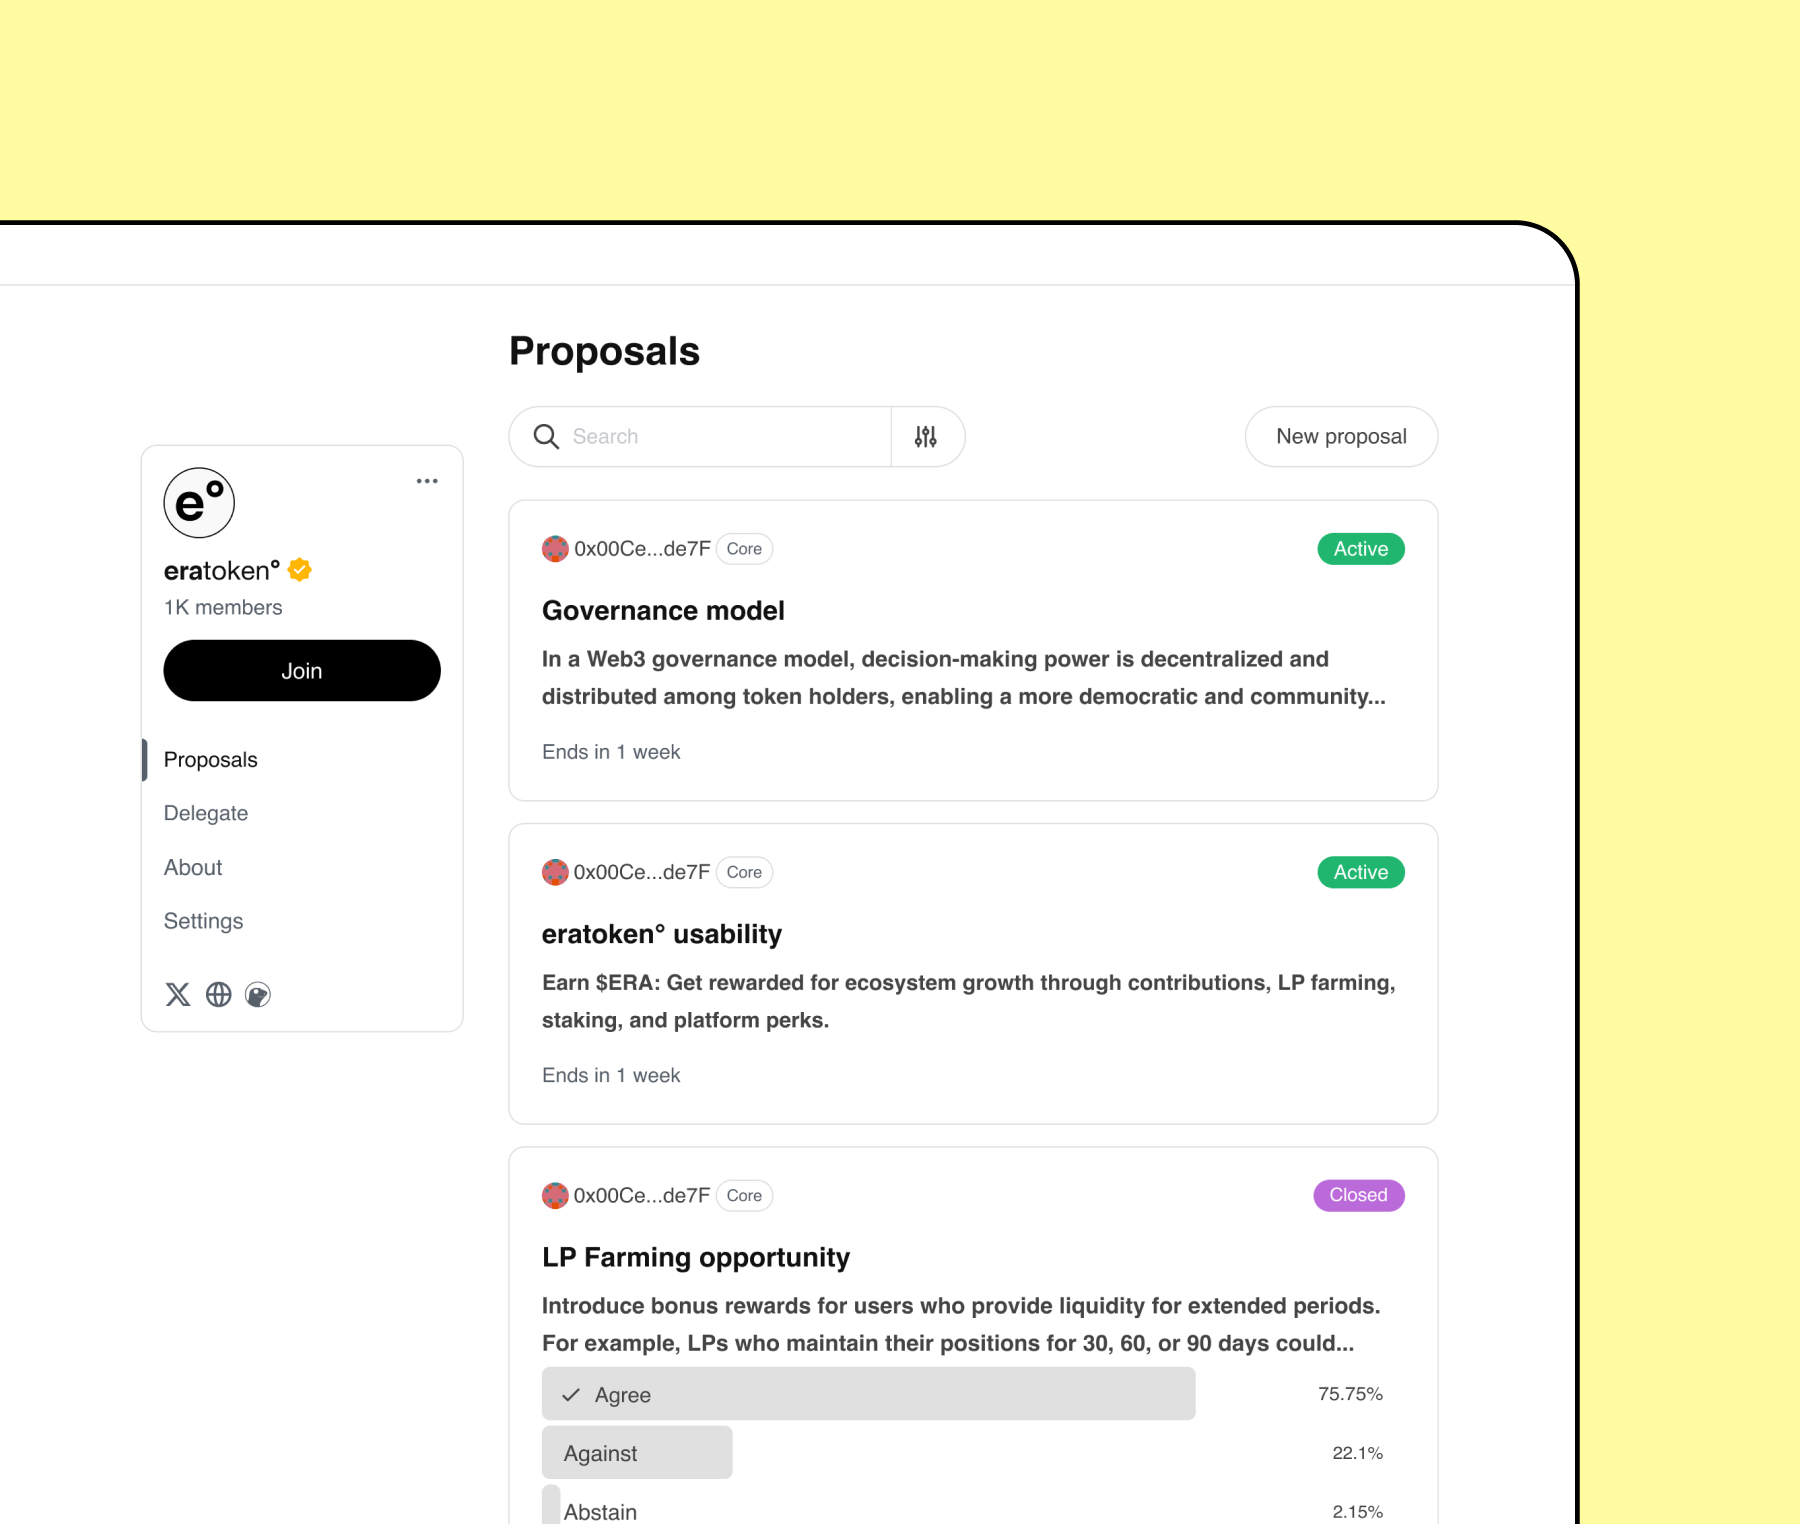 Proposals
Search
New proposal
e°
eratoken°
1K members
Join
Proposals
Delegate
About
Settings
0x00Ce...de7F Core
Active
Governance model
In a Web3 governance model, decision-making power is decentralized and
distributed among token holders, enabling a more democratic and community...
Ends in 1 week
0x00Ce...de7F Core
Active
eratoken° usability
Earn $ERA: Get rewarded for ecosystem growth through contributions, LP farming,
staking, and platform perks.
Ends in 1 week
0x00Ce...de7F Core
Closed
LP Farming opportunity
Introduce bonus rewards for users who provide liquidity for extended periods.
For example, LPs who maintain their positions for 30, 60, or 90 days could...
Agree 75.75%
Against 22.1%
Abstain 2.15%